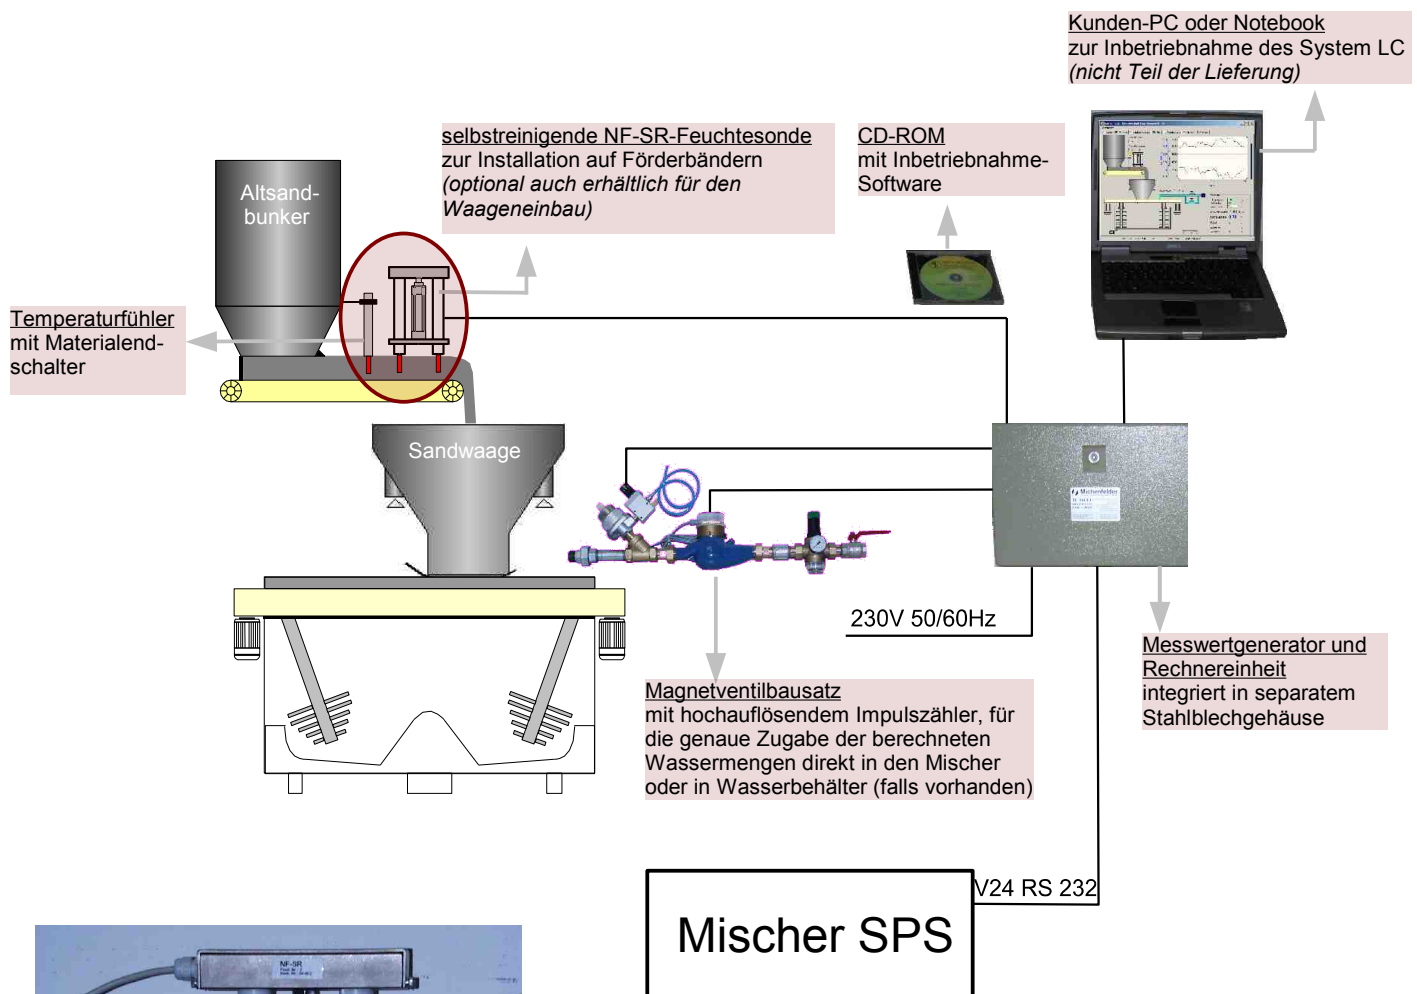 Kunden-PC oder Notebook
zur Inbetriebnahme des System LC
(nicht Teil der Lieferung)
selbstreinigende NF-SR-Feuchtesonde
zur Installation auf Förderbändern
(optional auch erhältlich für den
Waageneinbau)
CD-ROM
mit Inbetriebnahme-
Software
Altsand-
bunker
Temperaturfühler
mit Materialend-
schalter
Sandwaage
Michenfelder
230V 50/60Hz
Messwertgenerator und
Rechnereinheit
integriert in separatem
Stahlblechgehäuse
Magnetventilbausatz
mit hochauflösendem Impulszähler, für
die genaue Zugabe der berechneten
Wassermengen direkt in den Mischer
oder in Wasserbehälter (falls vorhanden)
V24 RS 232
Mischer SPS
NF-SR